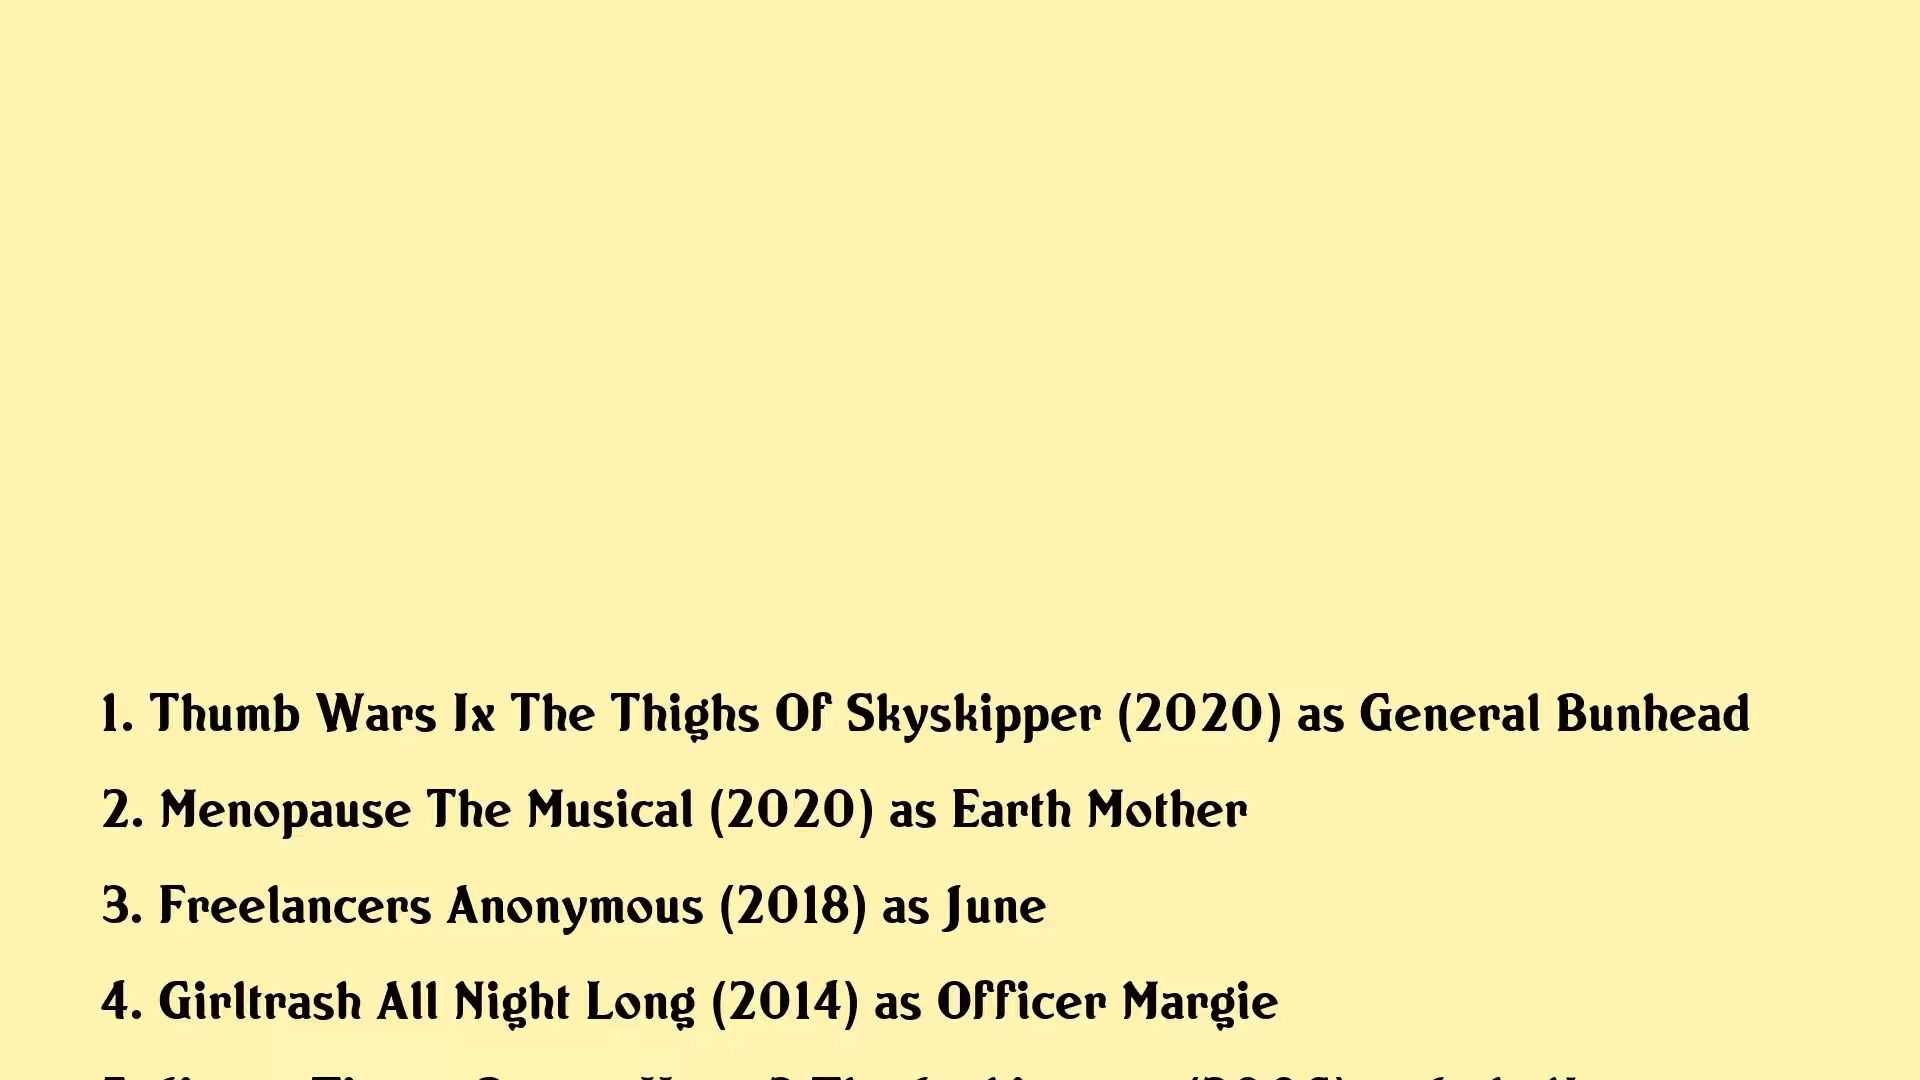 1. Thumb Wars Ix The Thighs Of Skyskipper (2020) as General Bunhead
2. Menopause The Musical (2020) as Earth Mother
3. Freelancers Anonymous (2018) as June
4. Girltrash All Night Long (2014) as Officer Margie